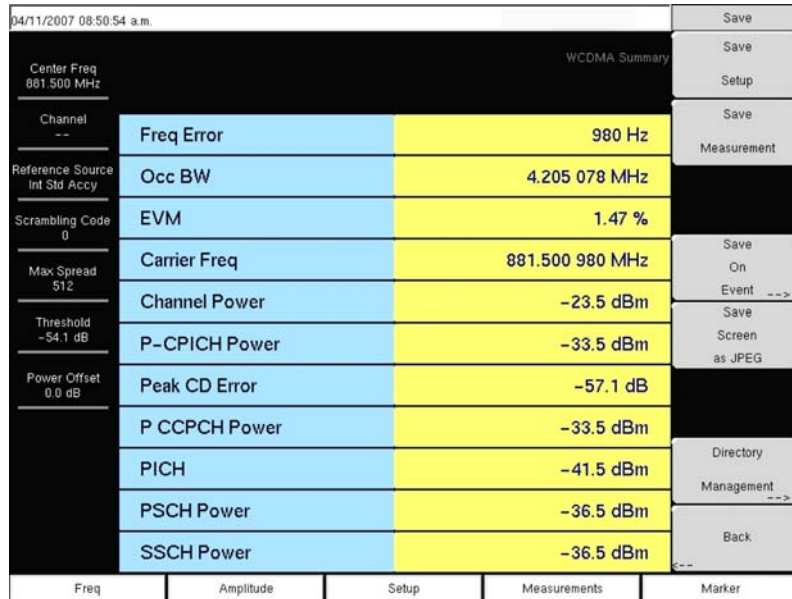 04/11/2007 08:50:54 a.m.
WCDMA Summary
Center Freq
881.500 MHz
Channel
--
Reference Source
Int Std Accy
Scrambling Code
0
Max Spread
512
Threshold
-54.1 dB
Power Offset
0.0 dB
Freq Error 980 Hz
Occ BW 4.205 078 MHz
EVM 1.47 %
Carrier Freq 881.500 980 MHz
Channel Power -23.5 dBm
P-CPICH Power -33.5 dBm
Peak CD Error -57.1 dB
P CCPCH Power -33.5 dBm
PICH -41.5 dBm
PSCH Power -36.5 dBm
SSCH Power -36.5 dBm
Save
Save
Setup
Save
Measurement
Save
On
Event -->
Save
Screen
as JPEG
Directory
Management
-->
Back
<--
Freq Amplitude Setup Measurements Marker